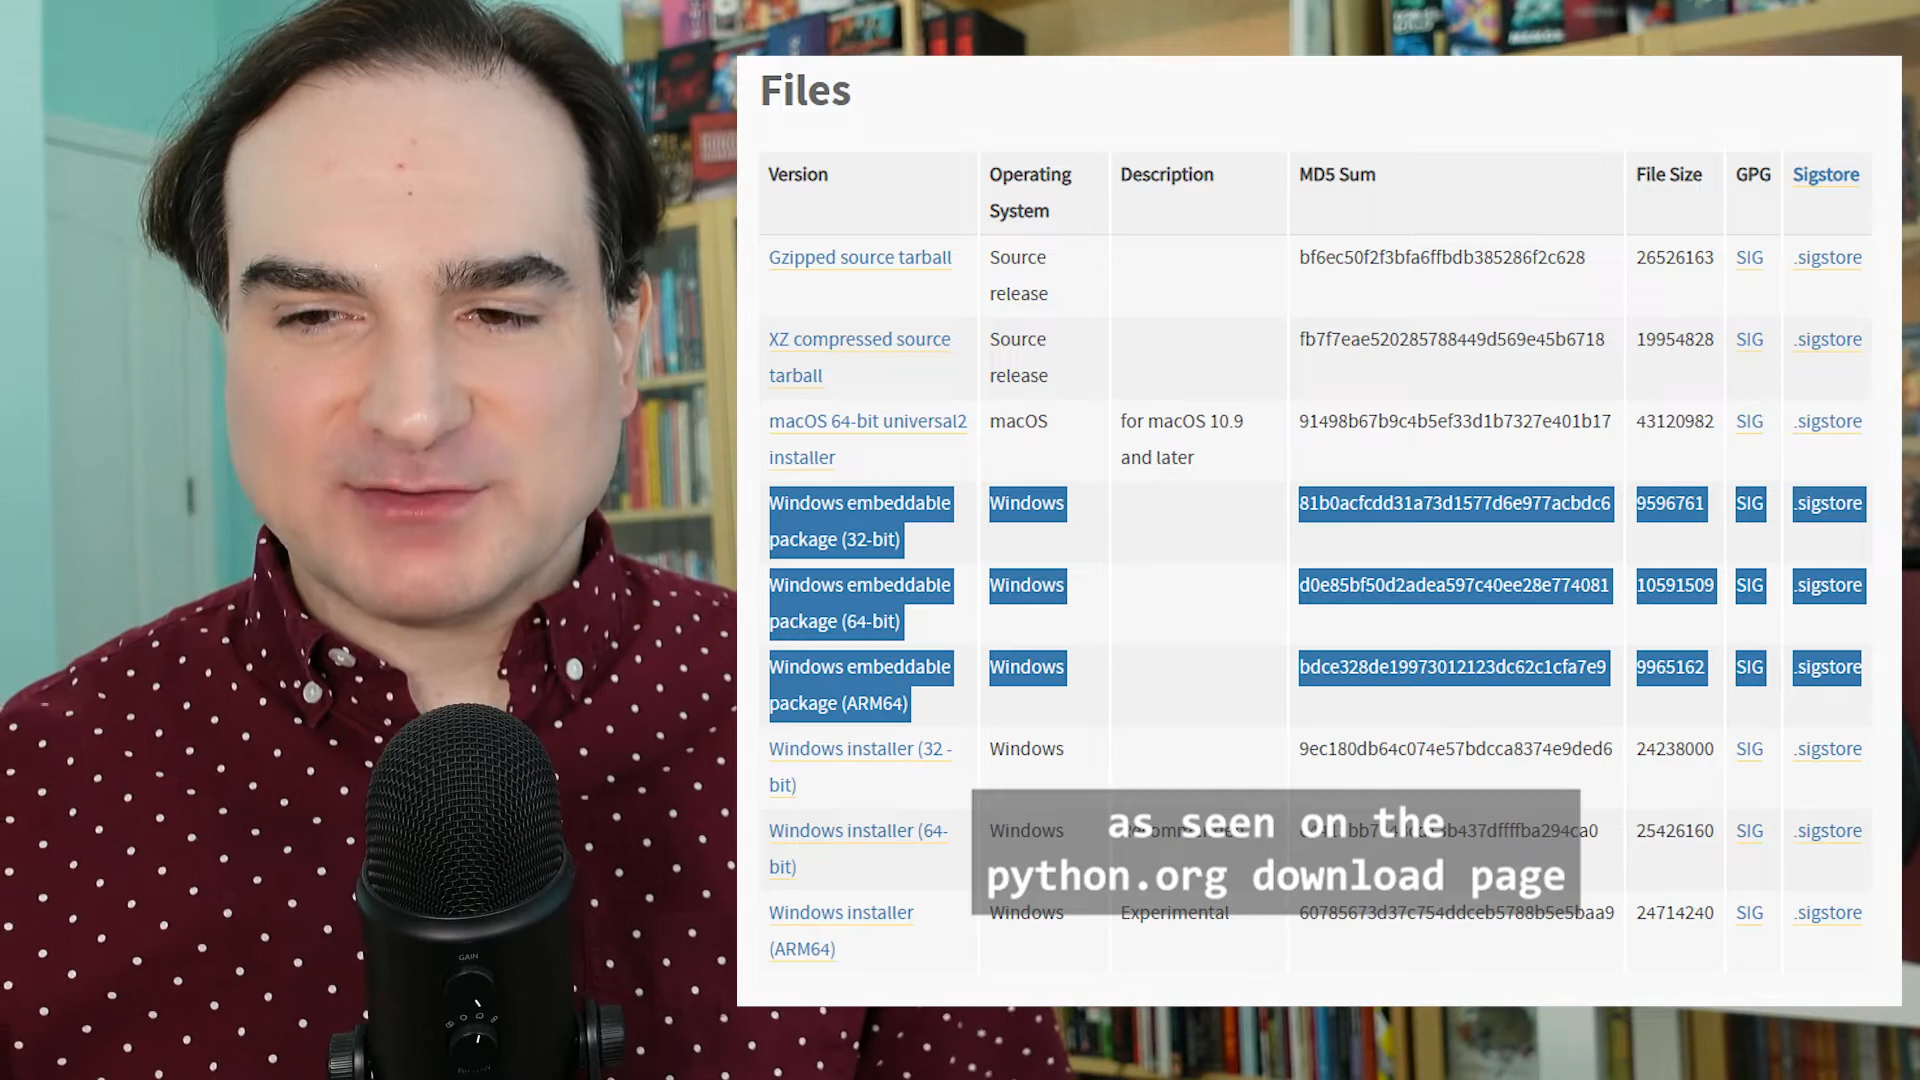 Files
Version Operating System Description MD5 Sum File Size GPG Sigstore
Gzipped source tarball Source release bf6ec50f2f3bfa6ffbdb385286f2c628 26526163 SIG .sigstore
XZ compressed source tarball Source release fb7f7eae520285788449d569e45b6718 19954828 SIG .sigstore
macOS 64-bit universal2 installer macOS for macOS 10.9 and later 91498b67b9c4b5ef33d1b7327e401b17 43120982 SIG .sigstore
Windows embeddable package (32-bit) Windows 81b0acfcdd31a73d1577d6e977acbdc6 9596761 SIG .sigstore
Windows embeddable package (64-bit) Windows d0e85bf50d2adea597c40ee28e774081 10591509 SIG .sigstore
Windows embeddable package (ARM64) Windows bdce328de19973012123dc62c1cfa7e9 9965162 SIG .sigstore
Windows installer (32 -bit) Windows 9ec180db64c074e57bdcca8374e9ded6 24238000 SIG .sigstore
Windows installer (64-bit) Windows 25426160 SIG .sigstore
Windows installer (ARM64) Windows Experimental 60785673d37c754ddceb5788b5e5baa9 24714240 SIG .sigstore
as seen on the
python.org download page
GAIN